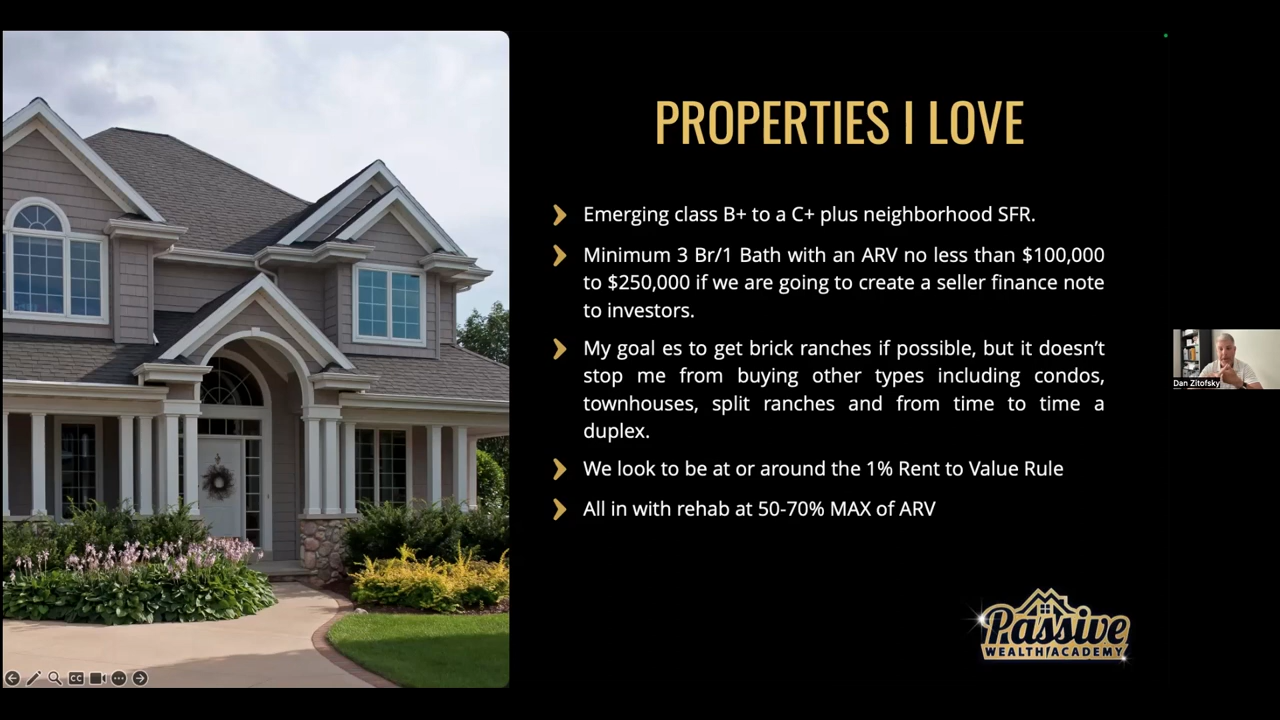 PROPERTIES I LOVE
Emerging class B+ to a C+ plus neighborhood SFR.
Minimum 3 Br/1 Bath with an ARV no less than $100,000
to $250,000 if we are going to create a seller finance note
to investors.
My goal es to get brick ranches if possible, but it doesn’t
stop me from buying other types including condos,
townhouses, split ranches and from time to time a
duplex.
We look to be at or around the 1% Rent to Value Rule
All in with rehab at 50-70% MAX of ARV
Dan Zitofsky
Passive
WEALTH ACADEMY
CC